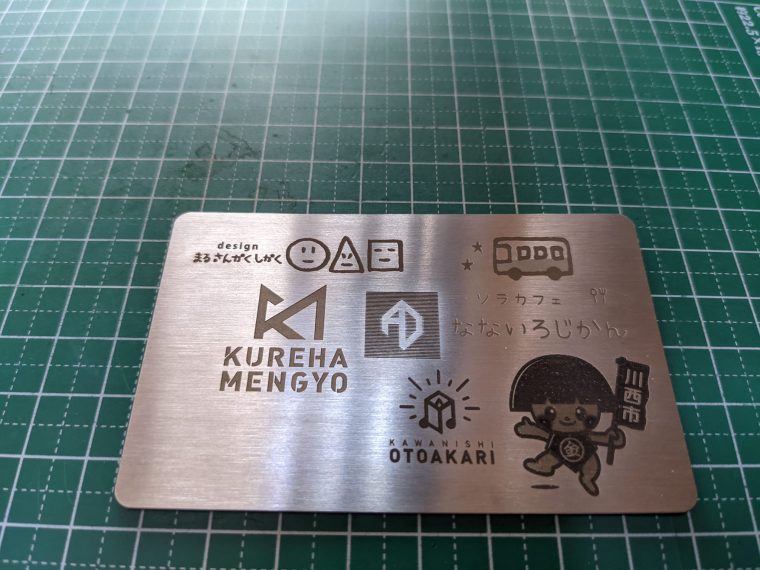 design
まるさんかくしかく
ソラカフェ
なないろじかん
KUREHA
MENGYO
KAWANISHI
OTOAKARI
川西市
金